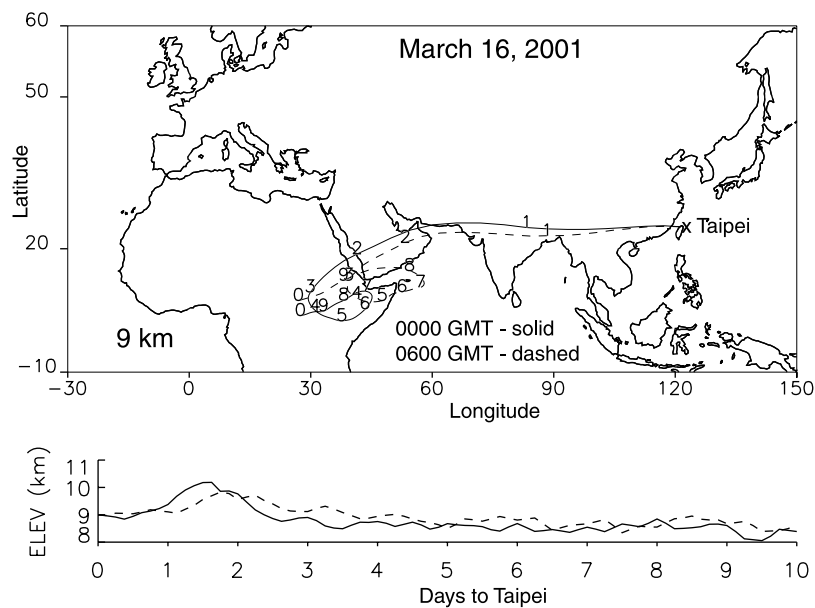 60
March 16, 2001
50
Latitude
20
1 1
x Taipei
2
2
9 3 8
0 3 8 4 5 6 7
0 4 9 6
5
0000 GMT - solid
9 km
0600 GMT - dashed
-10
-30 0 30 60 90 120 150
Longitude
11
10
9
8
ELEV (km)
0 1 2 3 4 5 6 7 8 9 10
Days to Taipei